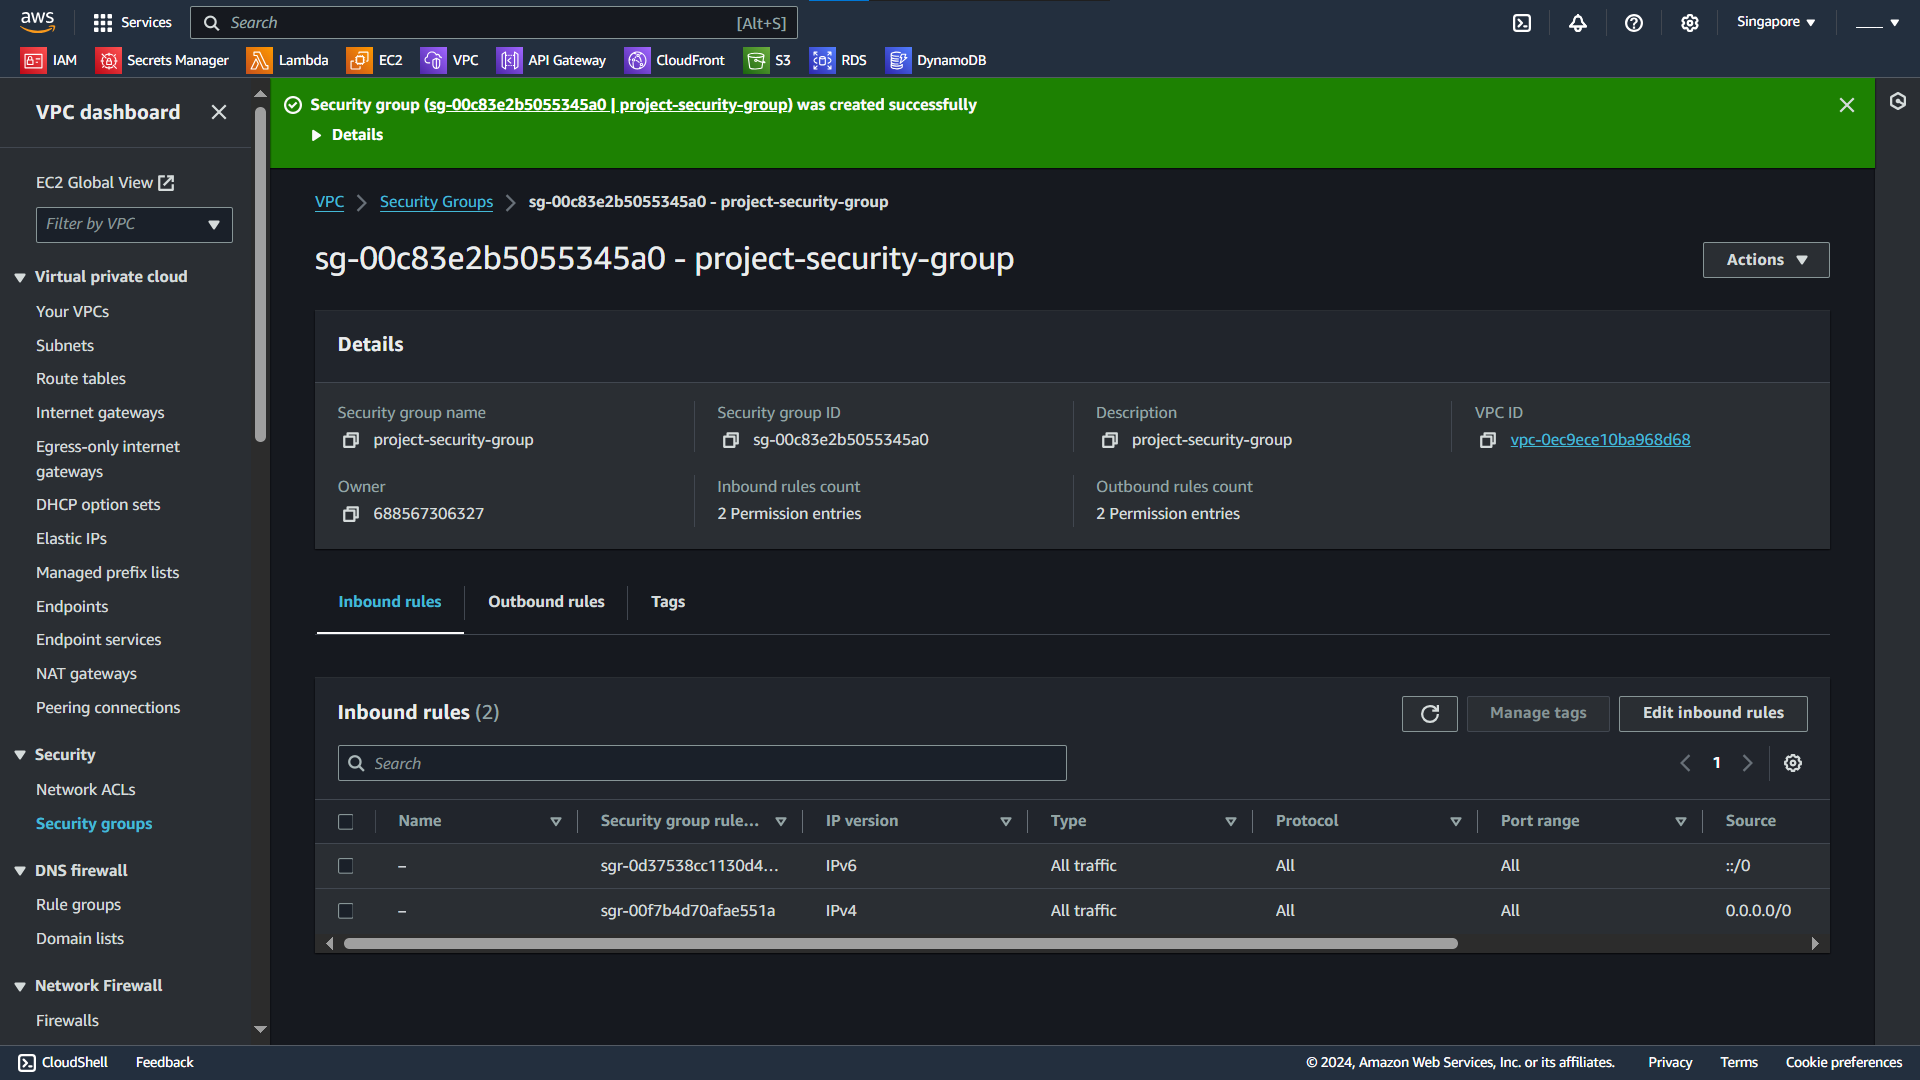 aws
Services
Search
[Alt+S]
Singapore
IAM
Secrets Manager
Lambda
EC2
VPC
API Gateway
CloudFront
S3
RDS
DynamoDB
VPC dashboard
EC2 Global View
Filter by VPC
Virtual private cloud
Your VPCs
Subnets
Route tables
Internet gateways
Egress-only internet
gateways
DHCP option sets
Elastic IPs
Managed prefix lists
Endpoints
Endpoint services
NAT gateways
Peering connections
Security
Network ACLs
Security groups
DNS firewall
Rule groups
Domain lists
Network Firewall
Firewalls
Security group (sg-00c83e2b5055345a0 | project-security-group) was created successfully
Details
VPC > Security Groups > sg-00c83e2b5055345a0 - project-security-group
sg-00c83e2b5055345a0 - project-security-group
Actions
Details
Security group name
project-security-group
Security group ID
sg-00c83e2b5055345a0
Description
project-security-group
VPC ID
vpc-0ec9ece10ba968d68
Owner
688567306327
Inbound rules count
2 Permission entries
Outbound rules count
2 Permission entries
Inbound rules
Outbound rules
Tags
Inbound rules (2)
Manage tags
Edit inbound rules
Search
1
Name Security group rule... IP version Type Protocol Port range Source
– sgr-0d37538cc1130d4... IPv6 All traffic All All ::/0
– sgr-00f7b4d70afae551a IPv4 All traffic All All 0.0.0.0/0
CloudShell
Feedback
© 2024, Amazon Web Services, Inc. or its affiliates.
Privacy
Terms
Cookie preferences